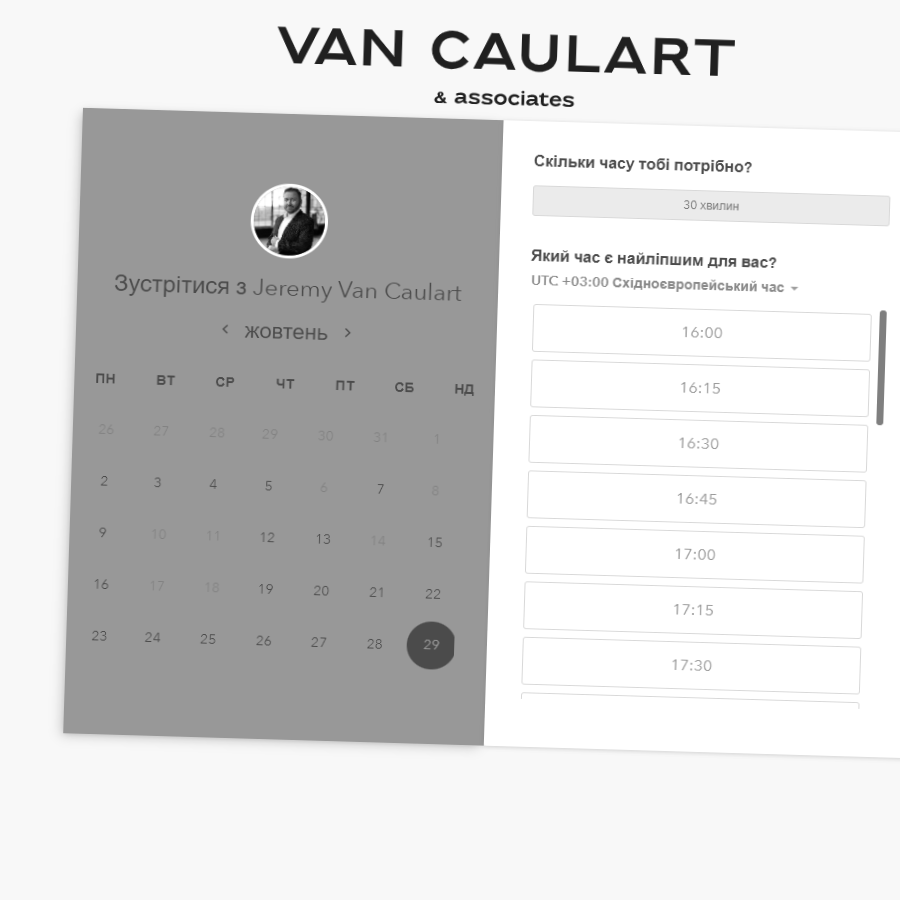 VAN CAULART
& associates
Зустрітися з Jeremy Van Caulart
жовтень
ПН ВТ СР ЧТ ПТ СБ НД
26 27 28 29 30 31 1
2 3 4 5 6 7 8
9 10 11 12 13 14 15
16 17 18 19 20 21 22
23 24 25 26 27 28 29
Скільки часу тобі потрібно?
30 хвилин
Який час є найліпшим для вас?
UTC +03:00 Східноєвропейський час
16:00
16:15
16:30
16:45
17:00
17:15
17:30